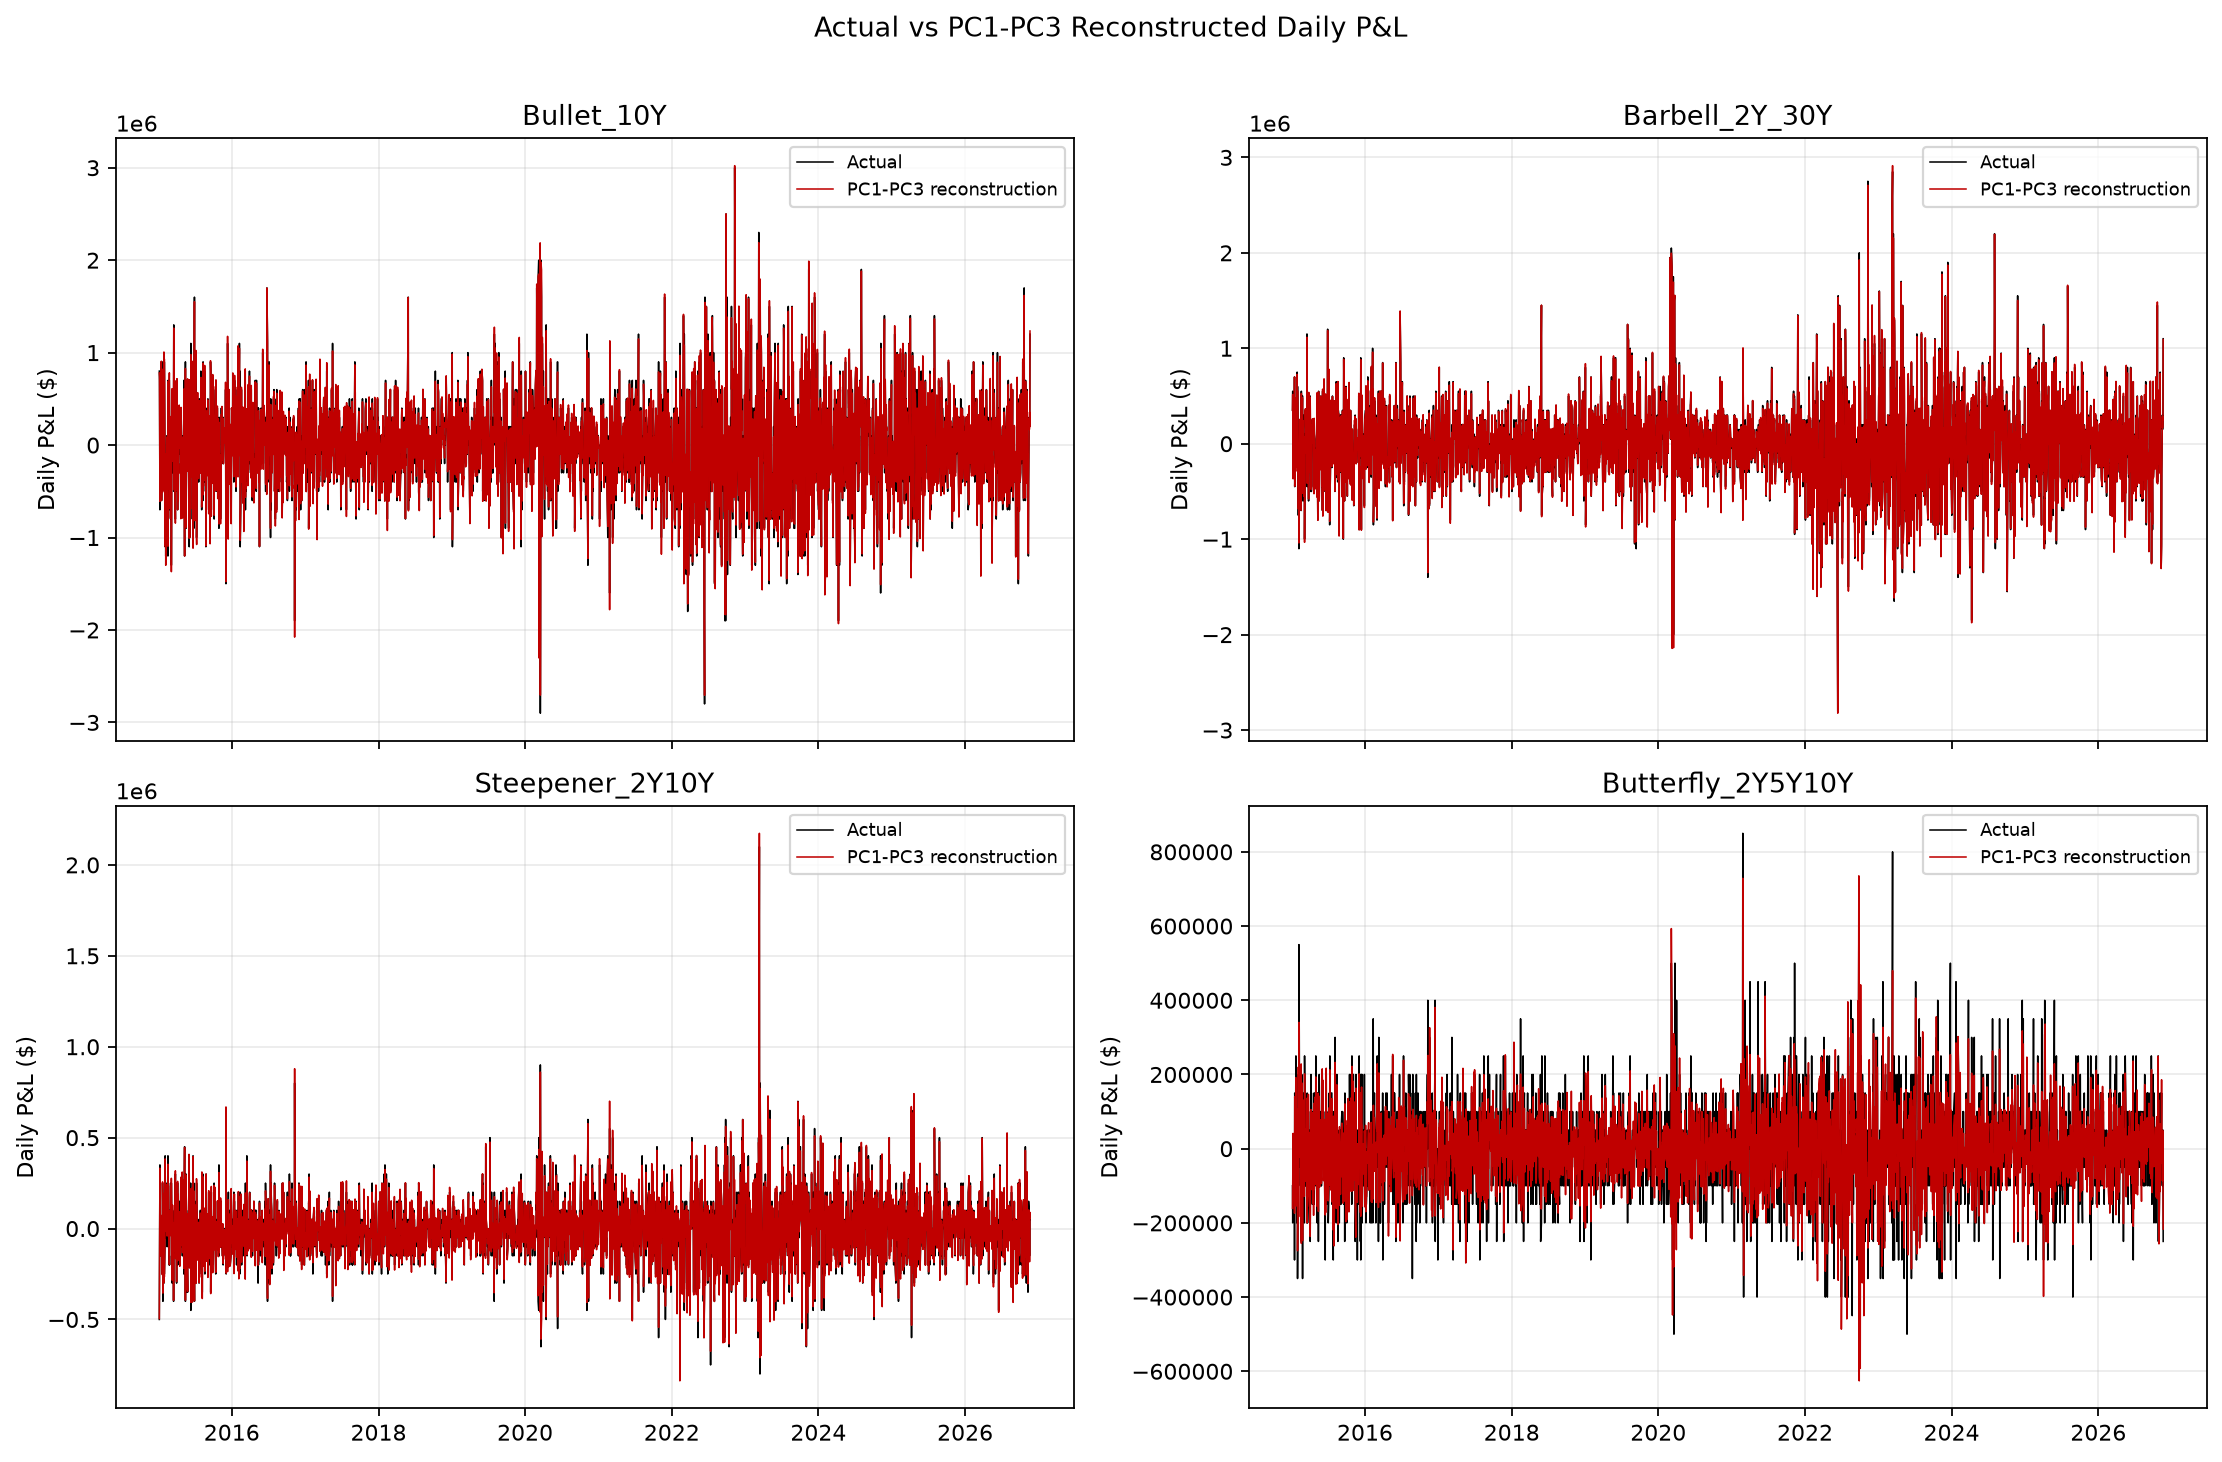 Actual vs PC1-PC3 Reconstructed Daily P&L
Bullet_10Y
1e6
Daily P&L ($)
3
2
1
0
−1
−2
−3
Actual
PC1-PC3 reconstruction
Barbell_2Y_30Y
1e6
Daily P&L ($)
3
2
1
0
−1
−2
−3
Actual
PC1-PC3 reconstruction
Steepener_2Y10Y
1e6
Daily P&L ($)
2.0
1.5
1.0
0.5
0.0
−0.5
Actual
PC1-PC3 reconstruction
2016 2018 2020 2022 2024 2026
Butterfly_2Y5Y10Y
Daily P&L ($)
800000
600000
400000
200000
0
−200000
−400000
−600000
Actual
PC1-PC3 reconstruction
2016 2018 2020 2022 2024 2026